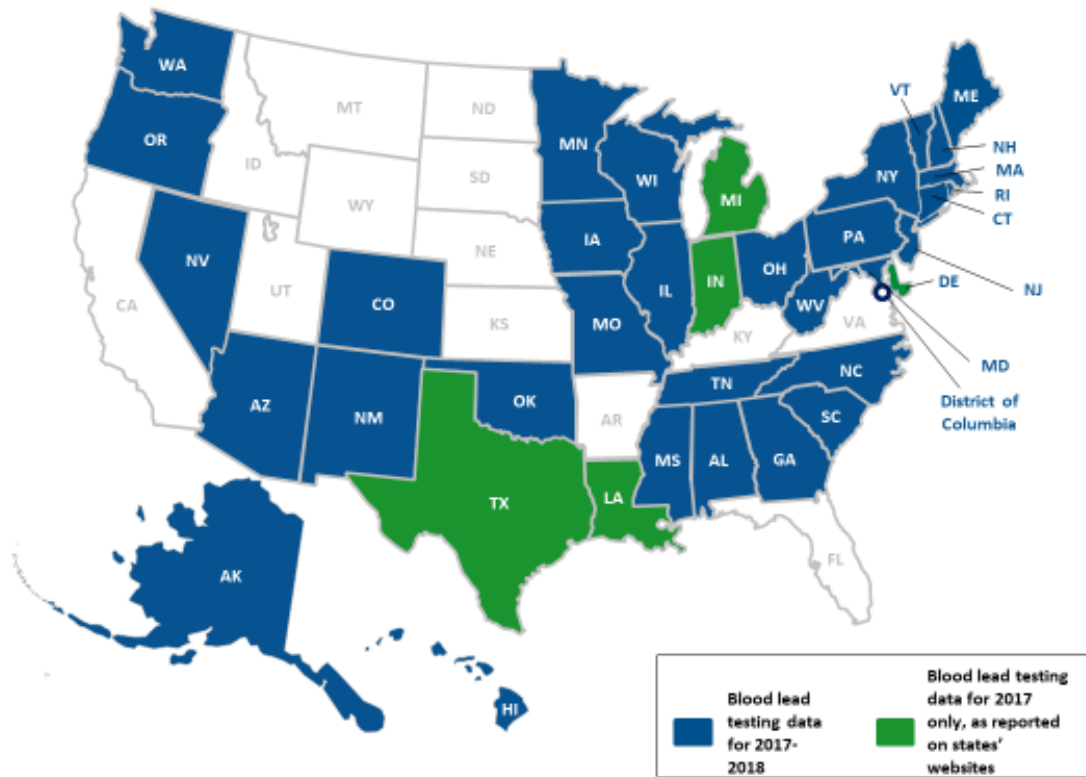 WA
ME
VT
MT
ND
OR
MN
NH
ID
SD
WI
NY
MA
MI
RI
WY
CT
IA
PA
NE
NV
OH
IN
IL
DE
NJ
UT
CO
WV
CA
KS
MO
KY
VA
MD
NC
TN
District of
Columbia
AZ
NM
OK
AR
SC
MS
AL
GA
TX
LA
FL
AK
HI
Blood lead
testing data
for 2017-
2018
Blood lead testing
data for 2017
only, as reported
on states’
websites